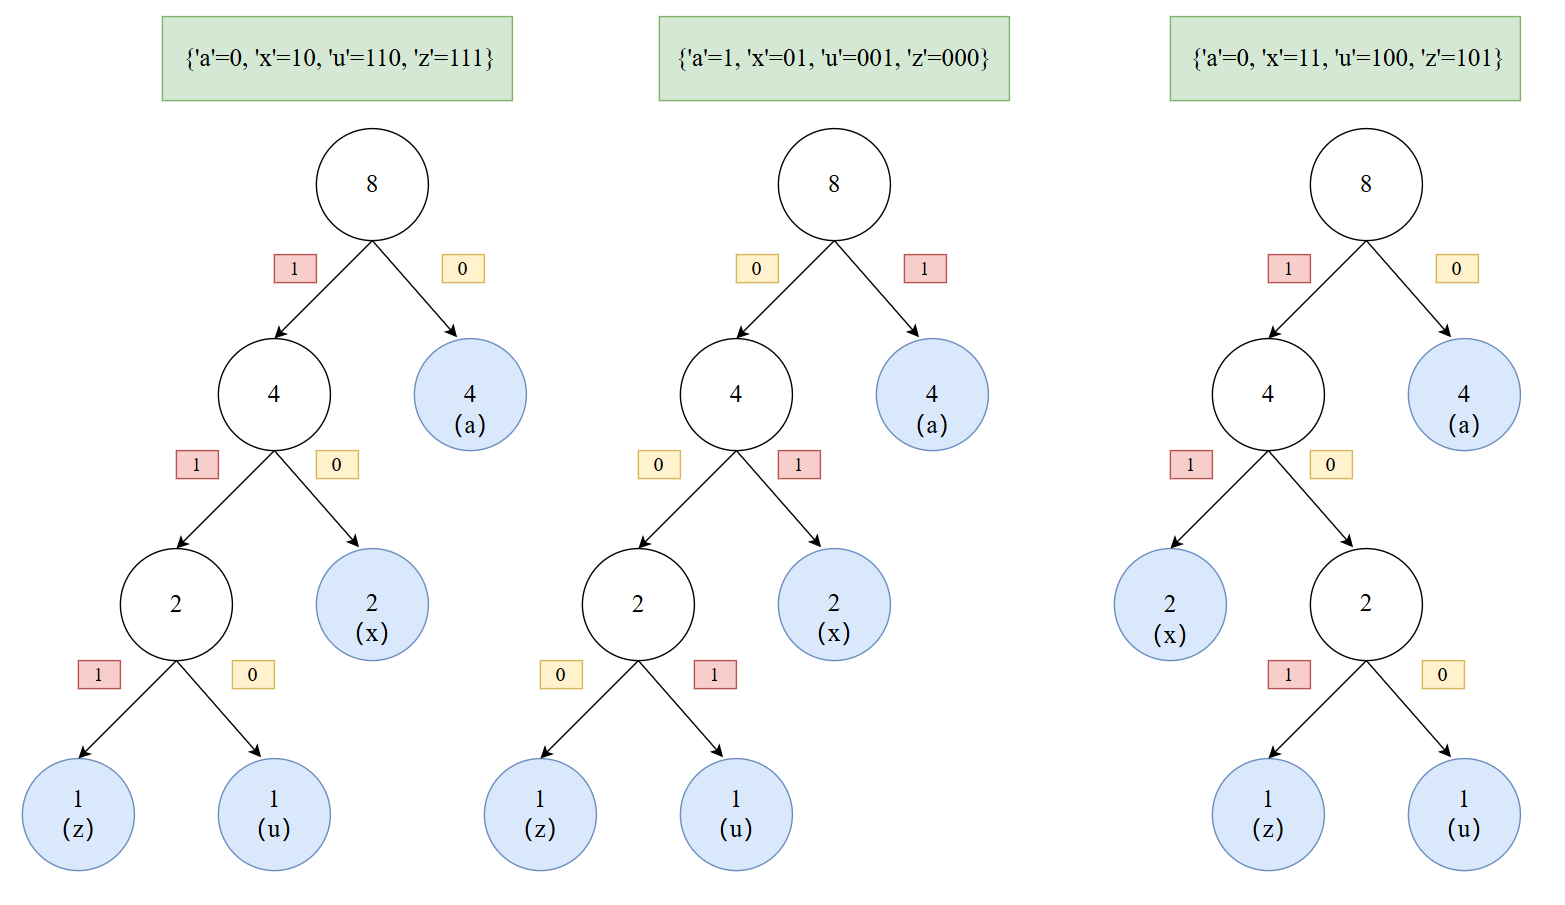 {'a'=0, 'x'=10, 'u'=110, 'z'=111}
8
1
0
4
4
(a)
1
0
2
2
(x)
1
0
1
(z)
1
(u)
{'a'=1, 'x'=01, 'u'=001, 'z'=000}
8
0
1
4
4
(a)
0
1
2
2
(x)
0
1
1
(z)
1
(u)
{'a'=0, 'x'=11, 'u'=100, 'z'=101}
8
1
0
4
4
(a)
1
0
2
(x)
2
1
0
1
(z)
1
(u)